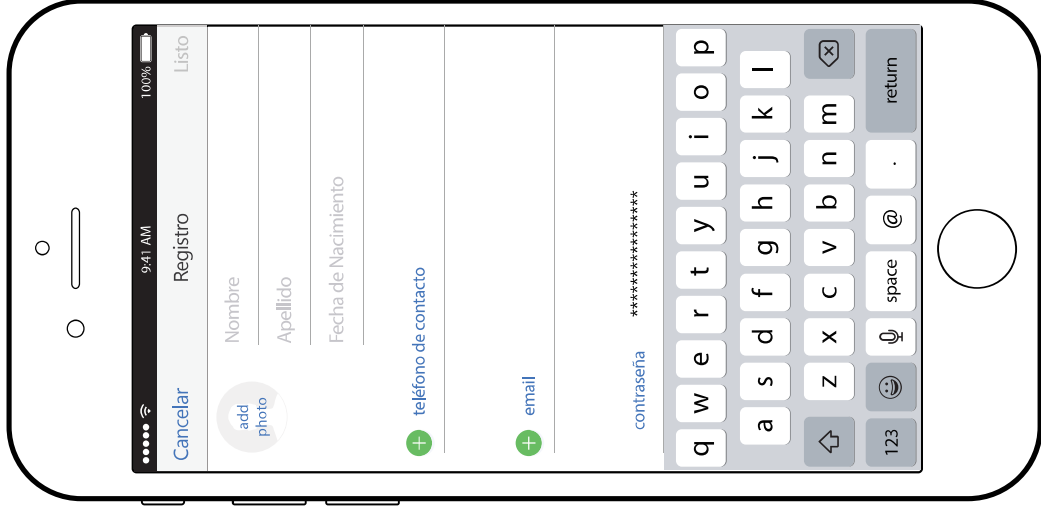 9:41 AM 100%
Cancelar Registro Listo
add
photo
Nombre
Apellido
Fecha de Nacimiento
teléfono de contacto
email
contraseña ******************
q w e r t y u i o p
a s d f g h j k l
z x c v b n m
123 space @ . return